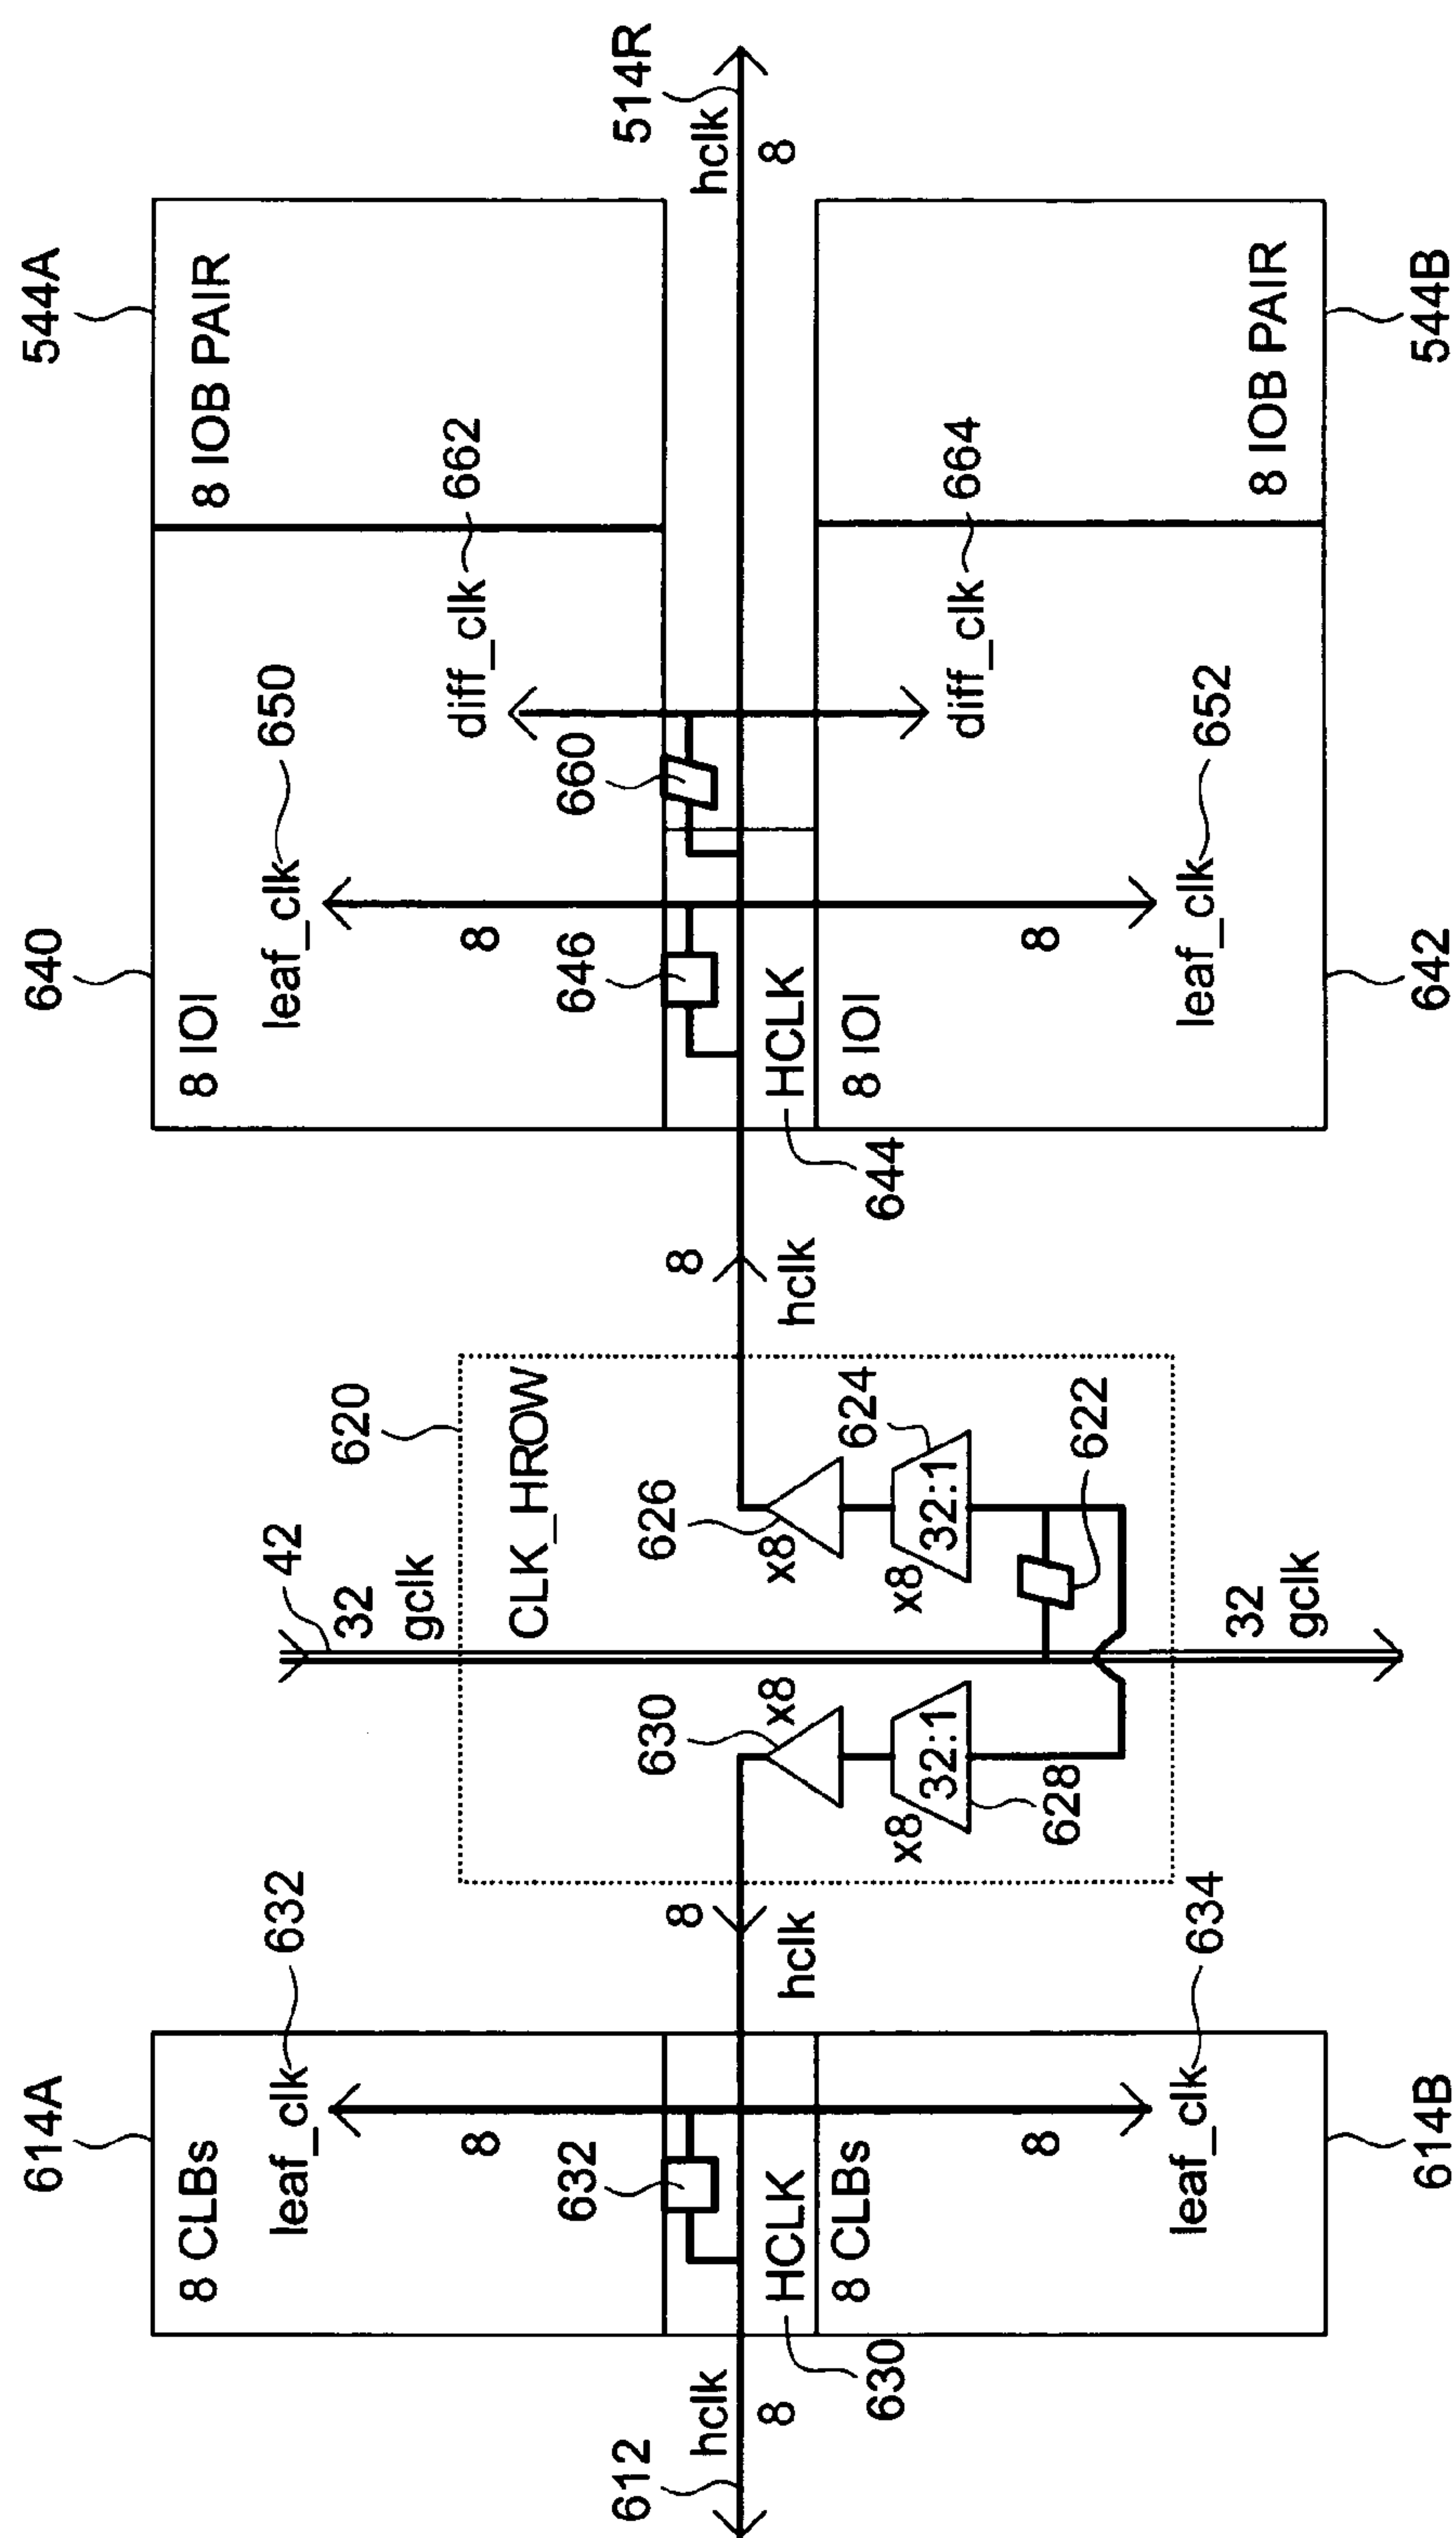 614A
8 CLBs
leaf_clk
632
8
632
612
hclk
8
HCLK
630
8 CLBs
8
leaf_clk
634
614B
8
hclk
42
32
gclk
620
CLK_HROW
630
x8
626
x8
x8
32:1
628
x8
32:1
624
622
32
gclk
8
hclk
640
8 IOI
leaf_clk
650
8
646
660
diff_clk
662
544A
8 IOB PAIR
HCLK
644
514R
hclk
8
8 IOI
8
leaf_clk
652
642
diff_clk
664
8 IOB PAIR
544B